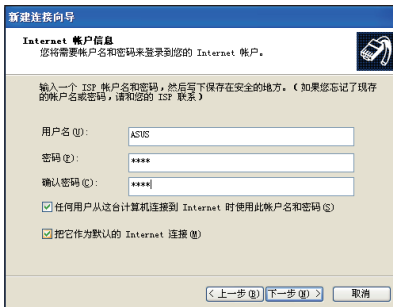 新建连接向导
Internet 帐户信息
您将需要帐户名和密码来登录到您的 Internet 帐户。
输入一个 ISP 帐户名和密码，然后写下保存在安全的地方。(如果您忘记了现存
的帐户名或密码，请和您的 ISP 联系)
用户名(U): ASUS
密码(P): ****
确认密码(C): ****
任何用户从这台计算机连接到 Internet 时使用此帐户名和密码(S)
把它作为默认的 Internet 连接(M)
<上一步(B) 下一步(N)> 取消